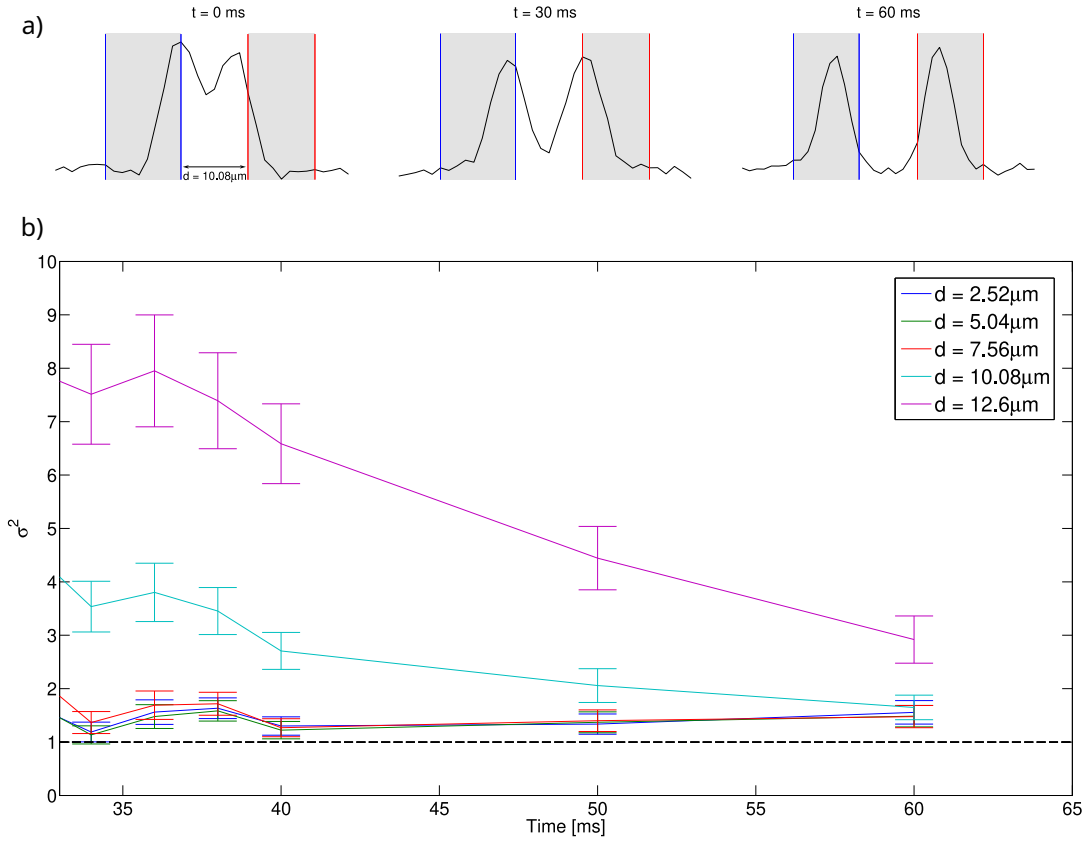 a)
t = 0 ms
t = 30 ms
t = 60 ms
d = 10.08μm
b)
10
9
8
7
6
5
4
3
2
1
0
σ²
d = 2.52μm
d = 5.04μm
d = 7.56μm
d = 10.08μm
d = 12.6μm
35
40
45
50
55
60
65
Time [ms]